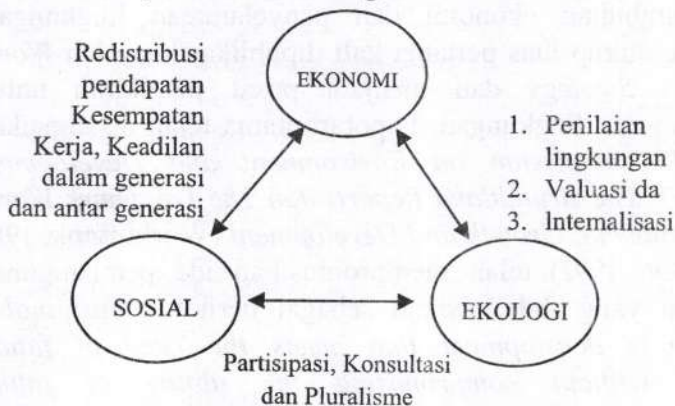 Redistribusi
pendapatan
Kesempatan
Kerja, Keadilan
dalam generasi
dan antar generasi
EKONOMI
1. Penilaian
lingkungan
2. Valuasi da
3. Internalisasi
SOSIAL
EKOLOGI
Partisipasi, Konsultasi
dan Pluralisme